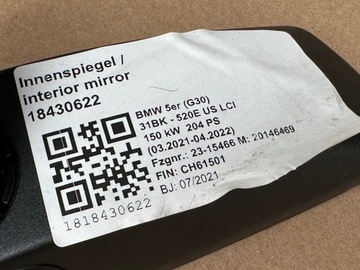 Innenspiegel /
interior mirror
18430622
BMW 5er (G30)
31BK - 520E US LCI
150 kW 204 PS
(03.2021-04.2022)
Fzgnr.: 23-15466 M: 20146469
FIN: CH61501
BJ: 07/2021
1818430622